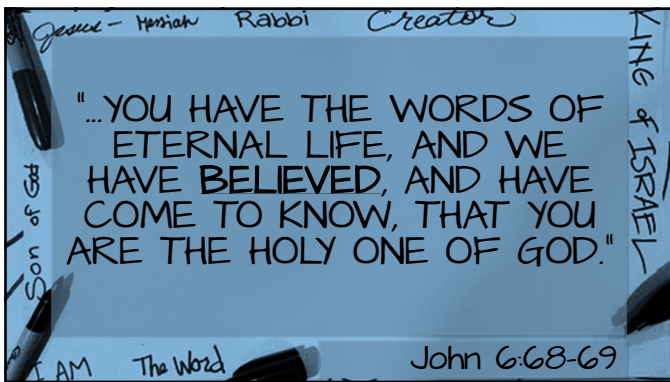 Jesus - Messiah Rabbi Creator
KING of ISRAEL
"...YOU HAVE THE WORDS OF
ETERNAL LIFE, AND WE
HAVE BELIEVED, AND HAVE
COME TO KNOW, THAT YOU
ARE THE HOLY ONE OF GOD."
Son of God
I AM The Word
John 6:68-69